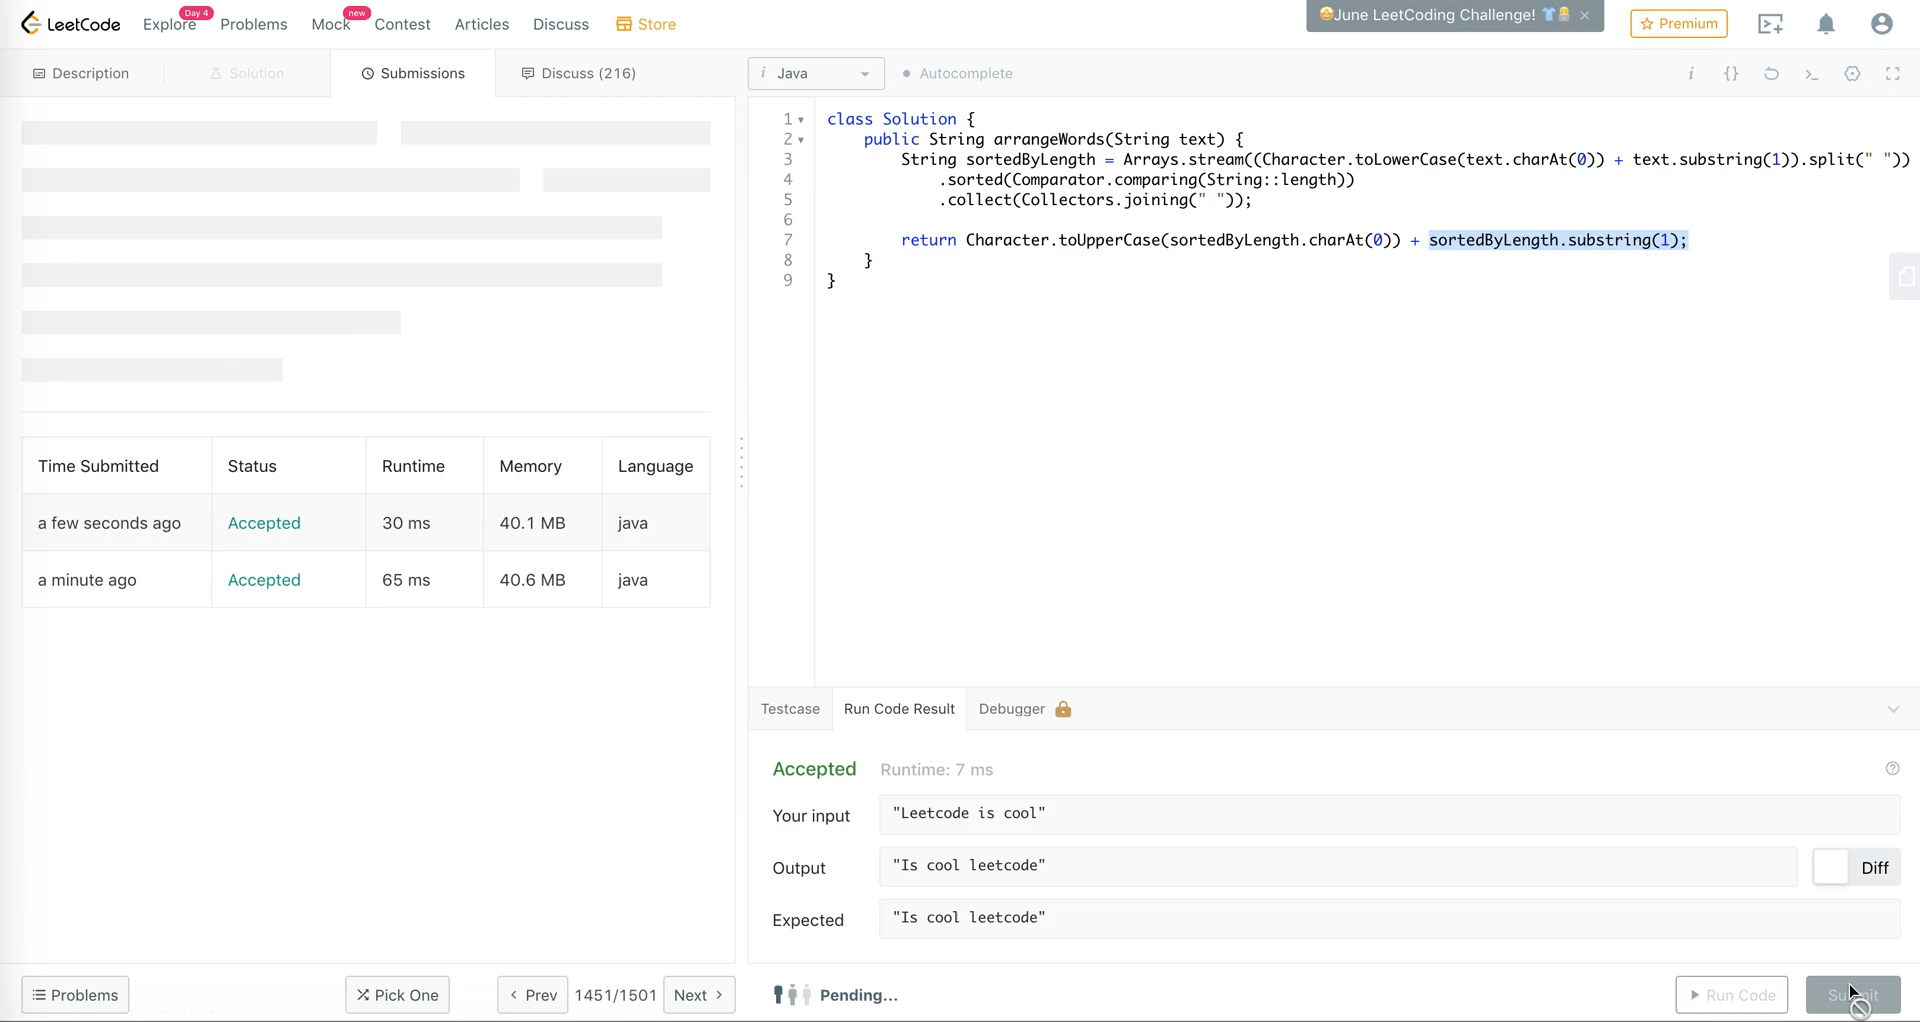 LeetCode Explore Day 4 Problems Mock new Contest Articles Discuss Store June LeetCoding Challenge! Premium
Description Solution Submissions Discuss (216)
i Java Autocomplete
1 class Solution {
2 public String arrangeWords(String text) {
3 String sortedByLength = Arrays.stream((Character.toLowerCase(text.charAt(0)) + text.substring(1)).split(" "))
4 .sorted(Comparator.comparing(String::length))
5 .collect(Collectors.joining(" "));
6
7 return Character.toUpperCase(sortedByLength.charAt(0)) + sortedByLength.substring(1);
8 }
9 }
Time Submitted Status Runtime Memory Language
a few seconds ago Accepted 30 ms 40.1 MB java
a minute ago Accepted 65 ms 40.6 MB java
Testcase Run Code Result Debugger
Accepted Runtime: 7 ms
Your input "Leetcode is cool"
Output "Is cool leetcode" Diff
Expected "Is cool leetcode"
Problems Pick One Prev 1451/1501 Next Pending... Run Code Submit